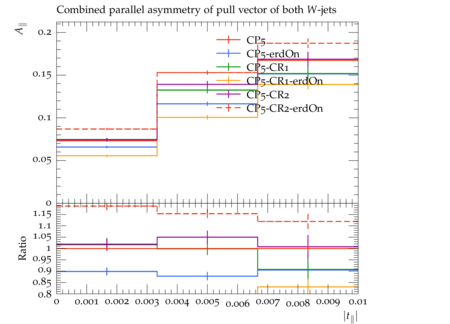 Combined parallel asymmetry of pull vector of both W-jets
A∥
0.2
0.15
0.1
0.05
0
CP5
CP5-erdOn
CP5-CR1
CP5-CR1-erdOn
CP5-CR2
CP5-CR2-erdOn
Ratio
1.15
1.1
1.05
1
0.95
0.9
0.85
0.8
0 0.001 0.002 0.003 0.004 0.005 0.006 0.007 0.008 0.009 0.01
|t∥|